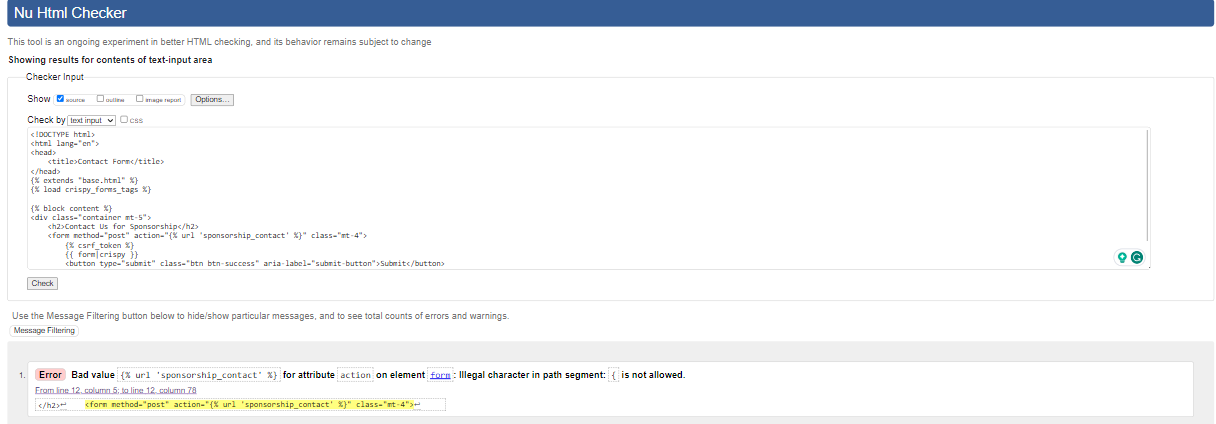 Nu Html Checker
This tool is an ongoing experiment in better HTML checking, and its behavior remains subject to change
Showing results for contents of text-input area
Checker Input
Show source outline image report Options...
Check by text input css
<!DOCTYPE html>
<html lang="en">
<head>
    <title>Contact Form</title>
</head>
{% extends "base.html" %}
{% load crispy_forms_tags %}

{% block content %}
<div class="container mt-5">
    <h2>Contact Us for Sponsorship</h2>
    <form method="post" action="{% url 'sponsorship_contact' %}" class="mt-4">
        {% csrf_token %}
        {{ form|crispy }}
        <button type="submit" class="btn btn-success" aria-label="submit-button">Submit</button>
Check
Use the Message Filtering button below to hide/show particular messages, and to see total counts of errors and warnings.
Message Filtering
1. Error Bad value {% url 'sponsorship_contact' %} for attribute action on element form: Illegal character in path segment: { is not allowed.
From line 12, column 5; to line 12, column 78
</h2>↩    <form method="post" action="{% url 'sponsorship_contact' %}" class="mt-4">↩